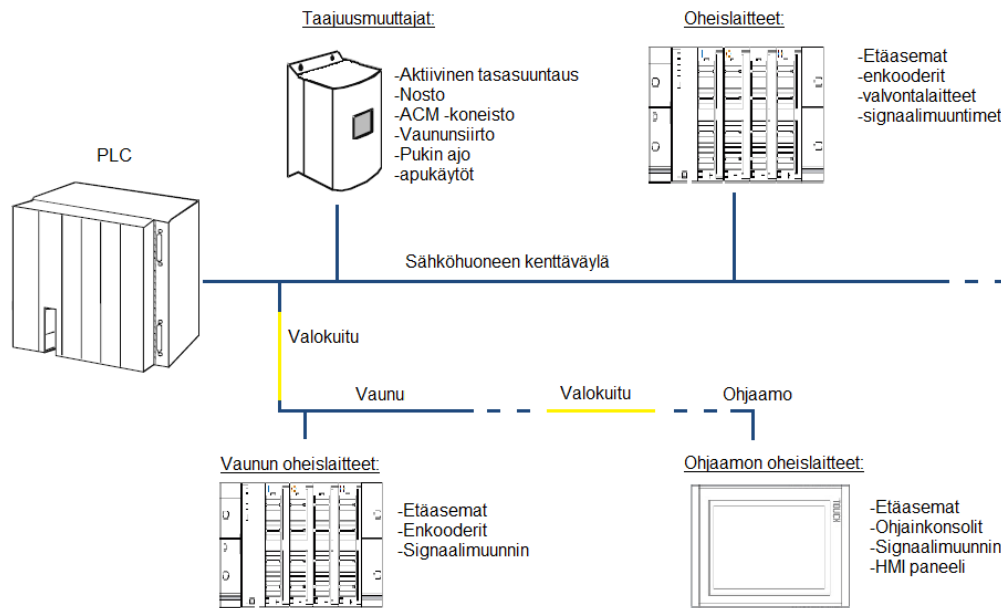 Taajuusmuuttajat:
-Aktiivinen tasasuuntaus
-Nosto
-ACM -koneisto
-Vaununsiirto
-Pukin ajo
-apukäytöt
Oheislaitteet:
-Etäasemat
-enkooderit
-valvontalaitteet
-signaalimuuntimet
PLC
Sähköhuoneen kenttäväylä
Valokuitu
Vaunu
Valokuitu
Ohjaamo
Vaunun oheislaitteet:
-Etäasemat
-Enkooderit
-Signaalimuunnin
Ohjaamon oheislaitteet:
TOUCH
-Etäasemat
-Ohjainkonsolit
-Signaalimuunnin
-HMI paneeli